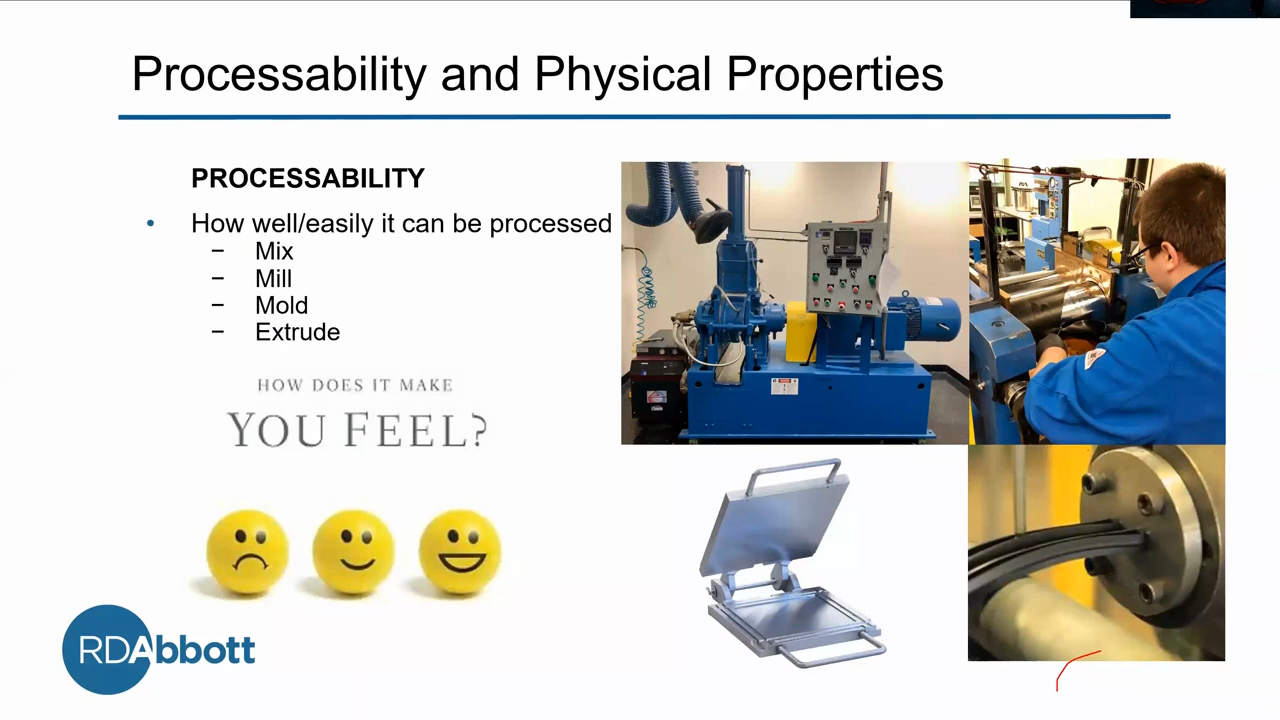 Processability and Physical Properties
PROCESSABILITY
• How well/easily it can be processed
− Mix
− Mill
− Mold
− Extrude
HOW DOES IT MAKE
YOU FEEL?
RDAbbott